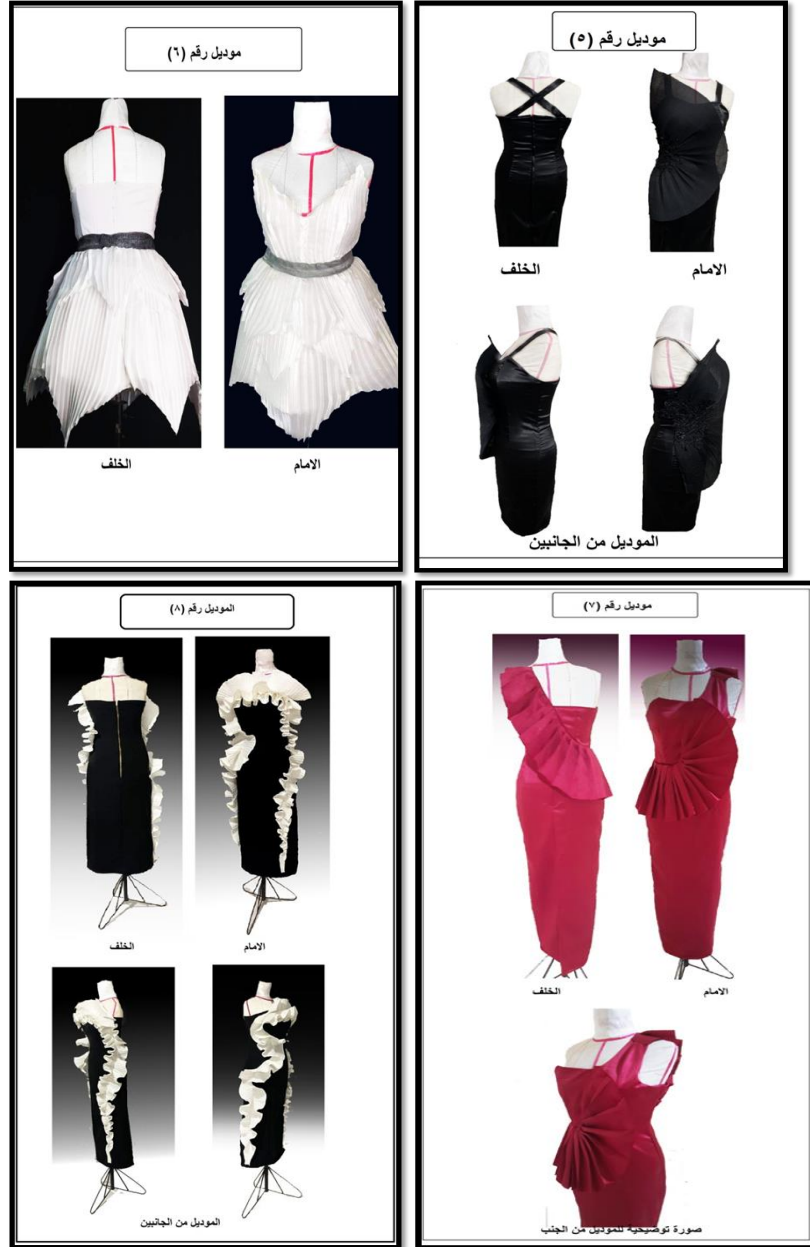 موديل رقم (٥)
الخلف
الامام
الموديل من الجانبين
موديل رقم (٦)
الخلف
الامام
موديل رقم (٧)
الخلف
الامام
صورة توضيحية للموديل من الجنب
الموديل رقم (٨)
الخلف
الامام
الموديل من الجانبين